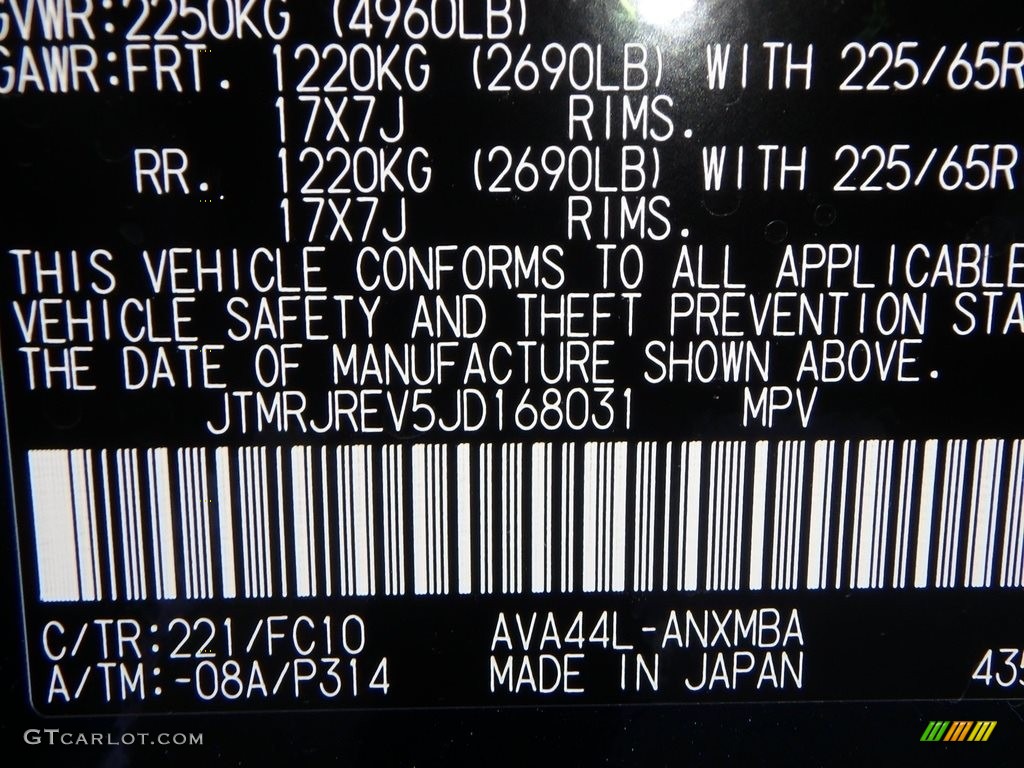 GVWR:2250KG (4960LB)
GAWR:FRT. 1220KG (2690LB) WITH 225/65R
17X7J RIMS.
RR. 1220KG (2690LB) WITH 225/65R
17X7J RIMS.
THIS VEHICLE CONFORMS TO ALL APPLICABLE
VEHICLE SAFETY AND THEFT PREVENTION STA
THE DATE OF MANUFACTURE SHOWN ABOVE.
JTMRJREV5JD168031 MPV
C/TR:221/FC10 AVA44L-ANXMBA
A/TM:-08A/P314 MADE IN JAPAN 435
GTCARLOT.COM